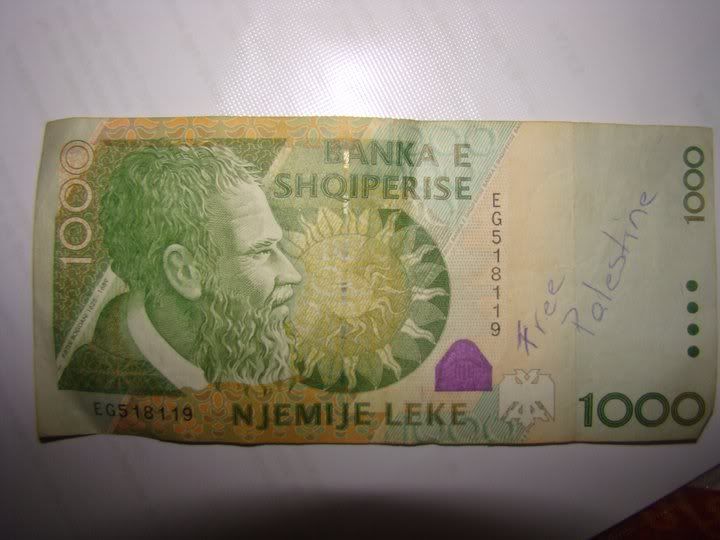 1000
BANKA E
SHQIPERISE
1000
EG518119
Free
Palestine
EG518119
NJEMIJE LEKE
1000